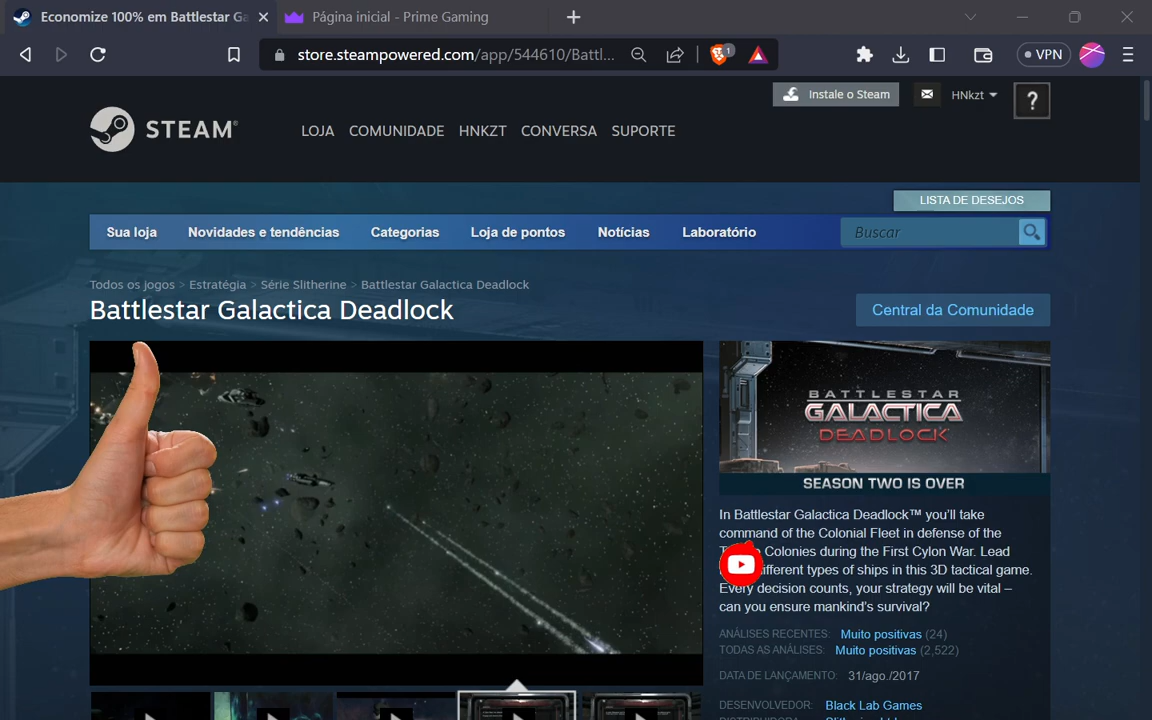 Economize 100% em Battlestar Ga
Página inicial - Prime Gaming
store.steampowered.com/app/544610/Battl...
1
VPN
Instale o Steam
HNkzt
?
STEAM®
LOJA COMUNIDADE HNKZT CONVERSA SUPORTE
LISTA DE DESEJOS
Sua loja Novidades e tendências Categorias Loja de pontos Notícias Laboratório Buscar
Todos os jogos > Estratégia > Série Slitherine > Battlestar Galactica Deadlock
Battlestar Galactica Deadlock
Central da Comunidade
BATTLESTAR
GALACTICA
DEADLOCK
SEASON TWO IS OVER
In Battlestar Galactica Deadlock™ you'll take
command of the Colonial Fleet in defense of the
Colonies during the First Cylon War. Lead
different types of ships in this 3D tactical game.
Every decision counts, your strategy will be vital –
can you ensure mankind's survival?
ANÁLISES RECENTES: Muito positivas (24)
TODAS AS ANÁLISES: Muito positivas (2,522)
DATA DE LANÇAMENTO: 31/ago./2017
DESENVOLVEDOR: Black Lab Games